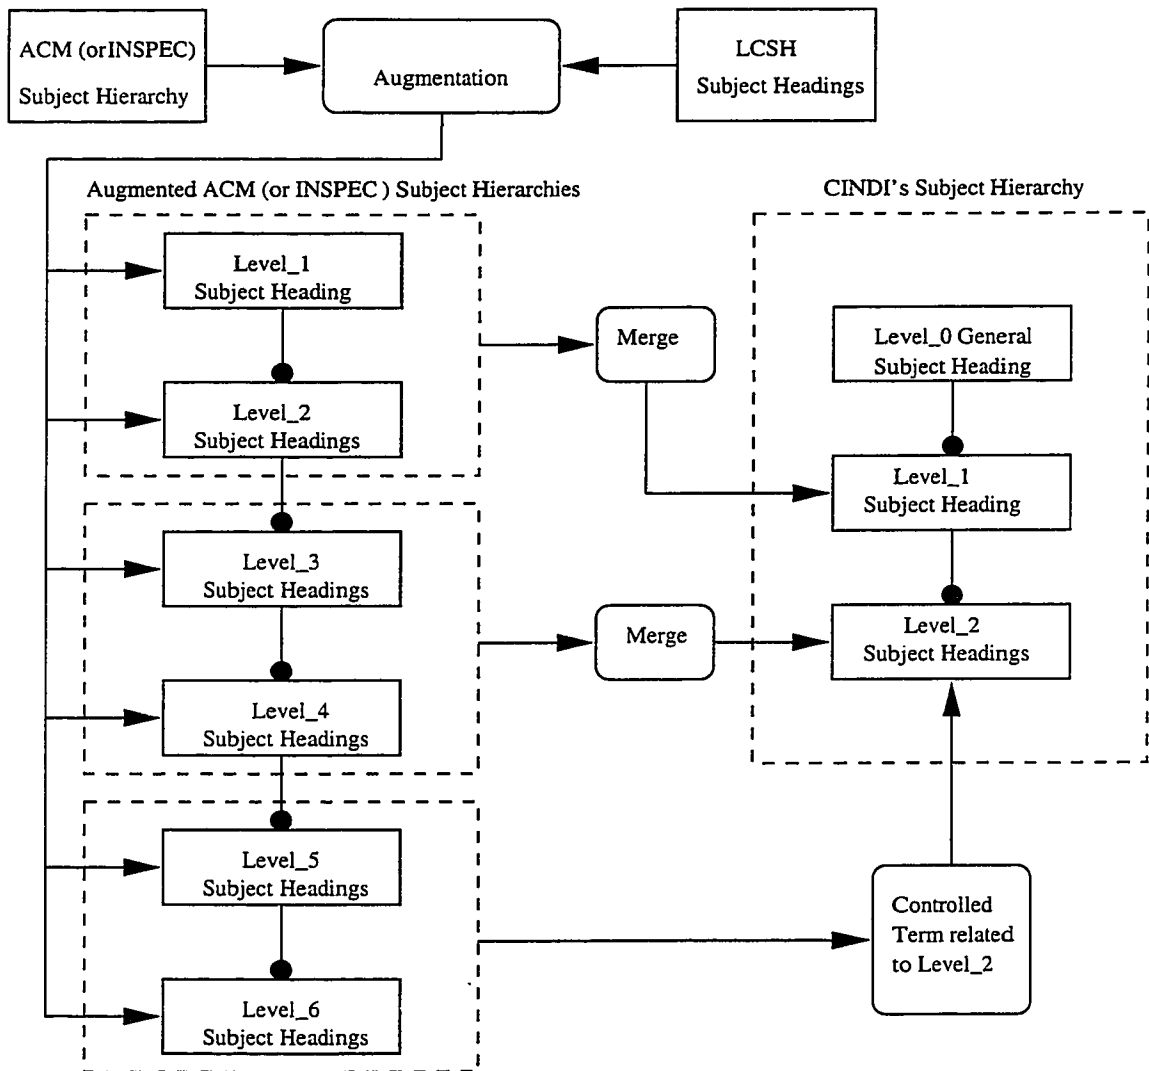 ACM (orINSPEC)
Subject Hierarchy
Augmentation
LCSH
Subject Headings
Augmented ACM (or INSPEC ) Subject Hierarchies
CINDI's Subject Hierarchy
Level_1
Subject Heading
Level_2
Subject Headings
Level_3
Subject Headings
Level_4
Subject Headings
Level_5
Subject Headings
Level_6
Subject Headings
Merge
Merge
Level_0 General
Subject Heading
Level_1
Subject Heading
Level_2
Subject Headings
Controlled
Term related
to Level_2